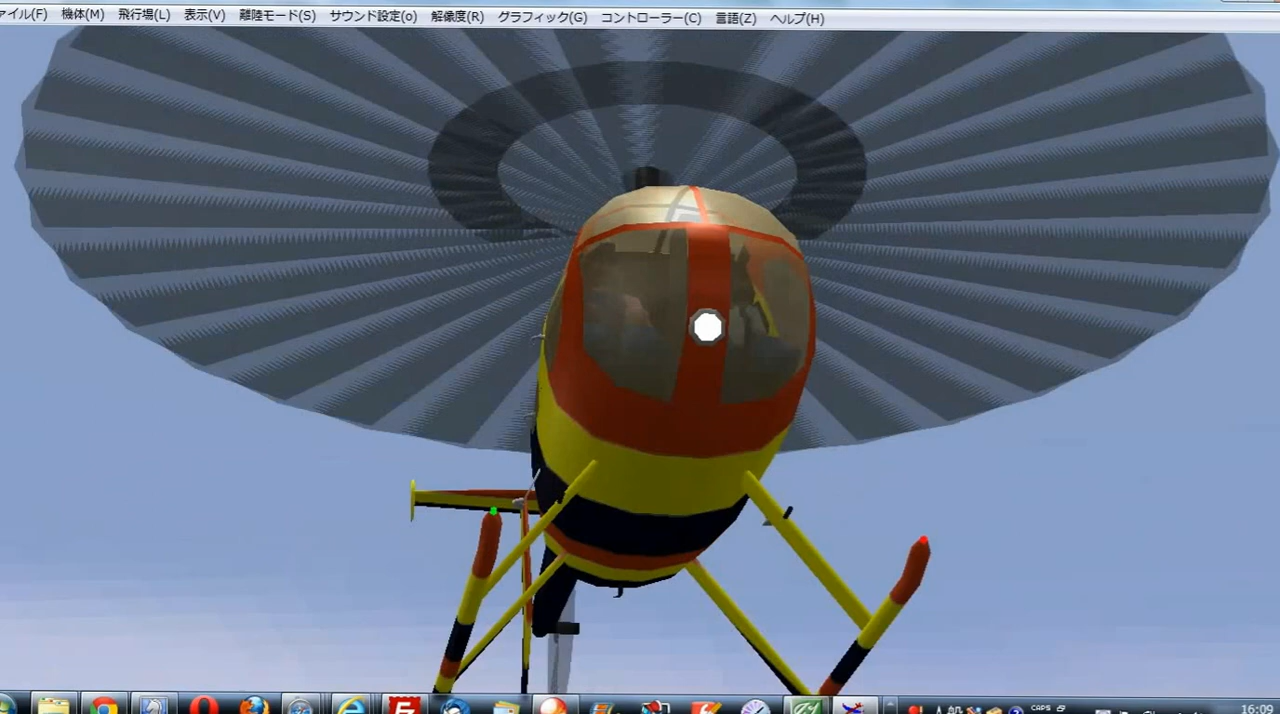 ァイル(F) 機体(M) 飛行場(L) 表示(V) 離陸モード(S) サウンド設定(o) 解像度(R) グラフィック(G) コントローラー(C) 言語(Z) ヘルプ(H)
CAPS
16:09